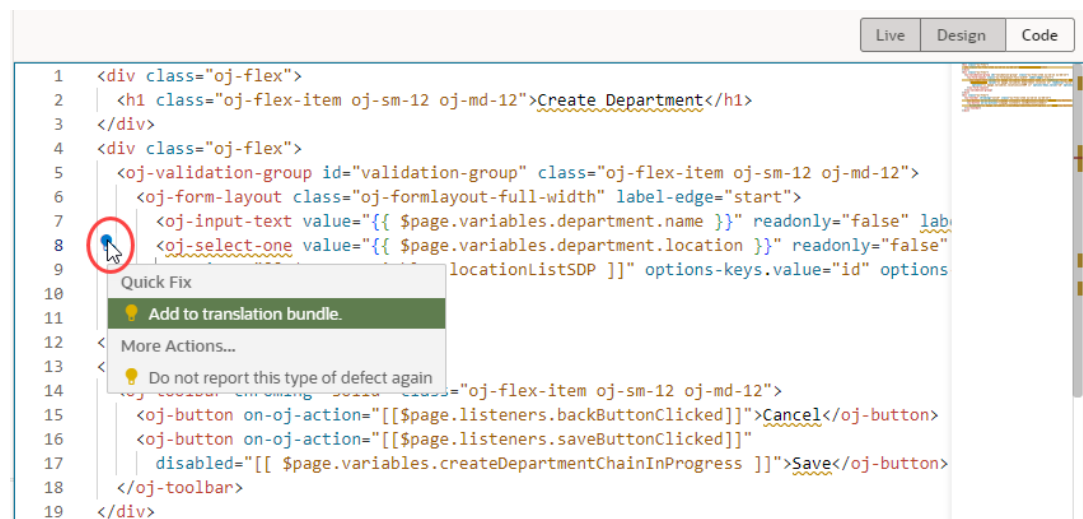 Live Design Code
1 <div class="oj-flex">
2 <h1 class="oj-flex-item oj-sm-12 oj-md-12">Create Department</h1>
3 </div>
4 <div class="oj-flex">
5 <oj-validation-group id="validation-group" class="oj-flex-item oj-sm-12 oj-md-12">
6 <oj-form-layout class="oj-formlayout-full-width" label-edge="start">
7 <oj-input-text value="{{ $page.variables.department.name }}" readonly="false" lab
8 <oj-select-one value="{{ $page.variables.department.location }}" readonly="false"
9 locationListSDP ]]" options-keys.value="id" options
Quick Fix
10
Add to translation bundle.
11
12 <
More Actions...
13 <
Do not report this type of defect again
14 <oj-toolbar chroming="solid" class="oj-flex-item oj-sm-12 oj-md-12">
15 <oj-button on-oj-action="[[$page.listeners.backButtonClicked]]">Cancel</oj-button>
16 <oj-button on-oj-action="[[$page.listeners.saveButtonClicked]]"
17 disabled="[[ $page.variables.createDepartmentChainInProgress ]]">Save</oj-button>
18 </oj-toolbar>
19 </div>